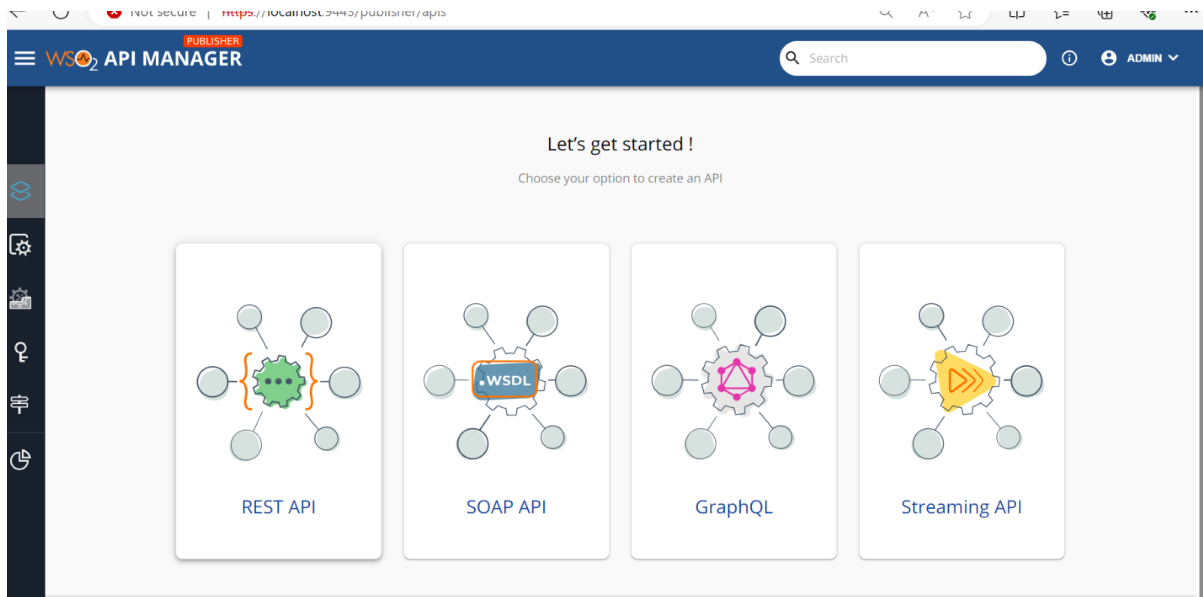 Not secure | https://localhost:9443/publisher/apis
WSO2 API MANAGER
PUBLISHER
Search
ADMIN
Let's get started !
Choose your option to create an API
.WSDL
REST API
SOAP API
GraphQL
Streaming API